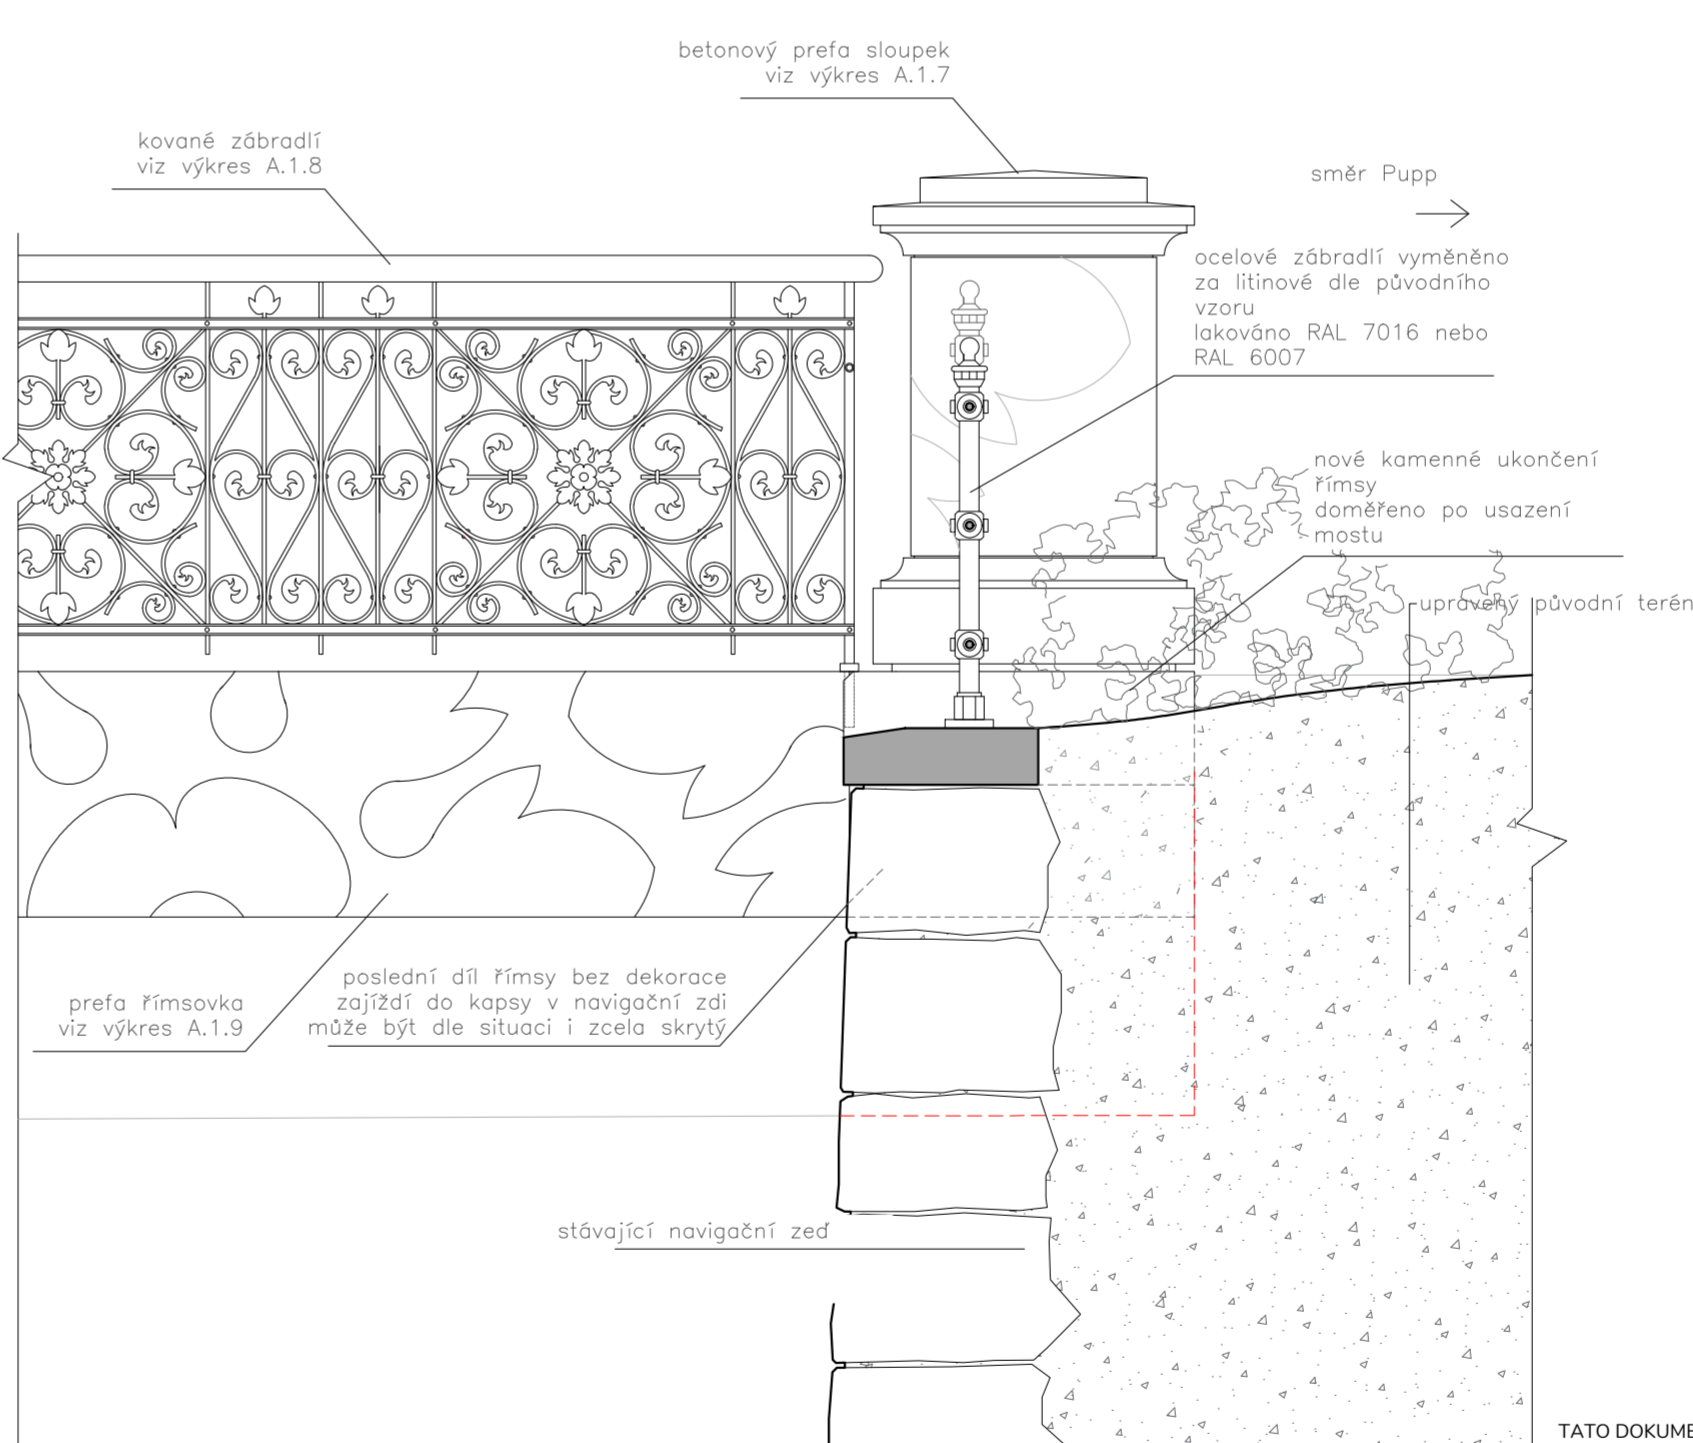 betonový prefa sloupek
viz výkres A.1.7
kované zábradlí
viz výkres A.1.8
směr Pupp
ocelové zábradlí vyměněno
za litinové dle původního
vzoru
lakováno RAL 7016 nebo
RAL 6007
nové kamenné ukončení
římsy
doměřeno po usazení
mostu
upravený původní terén
prefa římsovka
viz výkres A.1.9
poslední díl římsy bez dekorace
zajíždí do kapsy v navigační zdi
může být dle situaci i zcela skrytý
stávající navigační zeď
TATO DOKUME